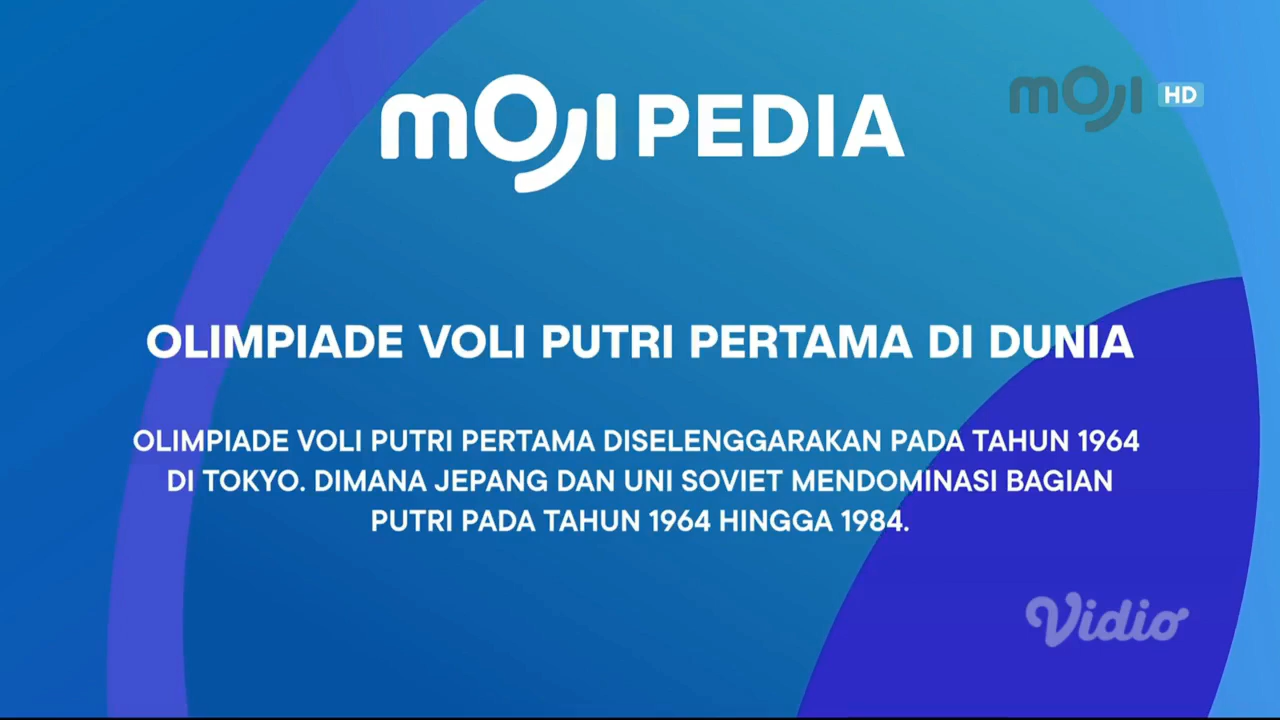 mOJI PEDIA
mOJI HD
OLIMPIADE VOLI PUTRI PERTAMA DI DUNIA
OLIMPIADE VOLI PUTRI PERTAMA DISELENGGARAKAN PADA TAHUN 1964
DI TOKYO. DIMANA JEPANG DAN UNI SOVIET MENDOMINASI BAGIAN
PUTRI PADA TAHUN 1964 HINGGA 1984.
Vidio